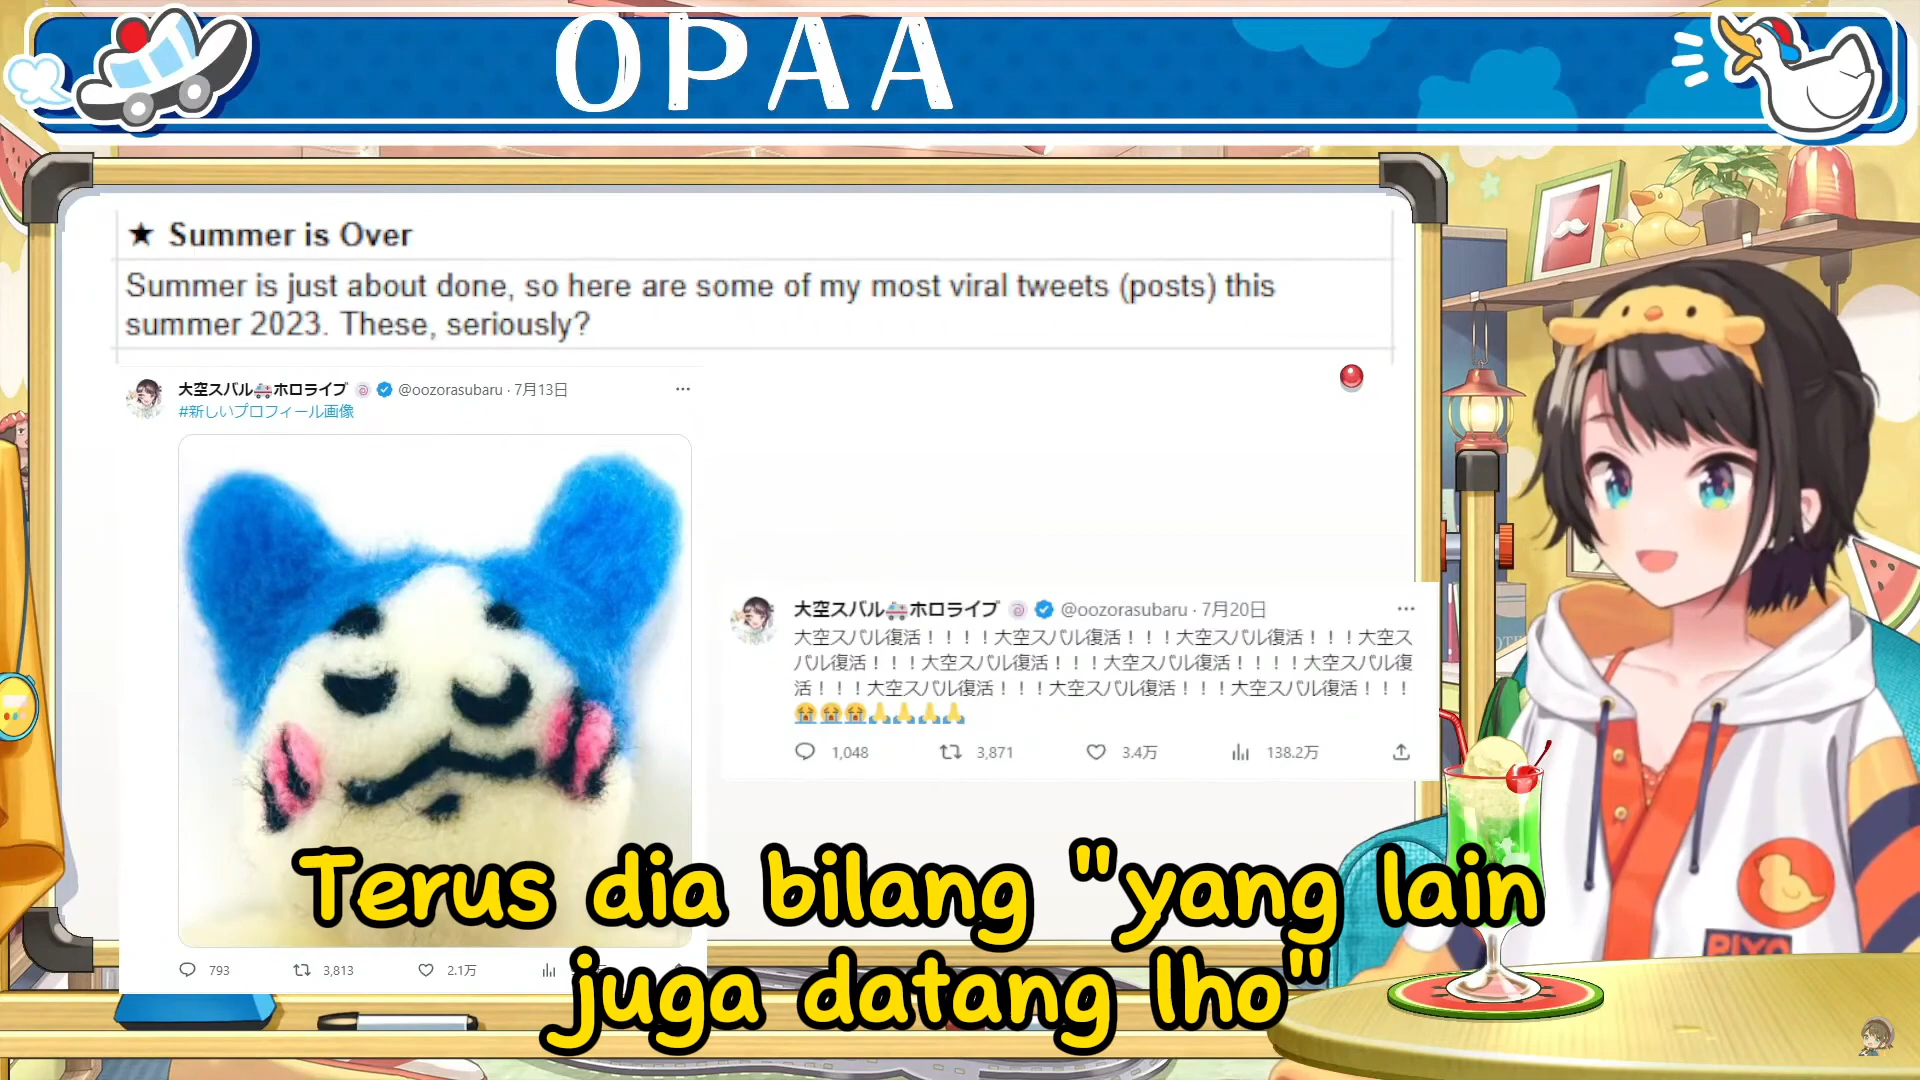 OPAA
★ Summer is Over
Summer is just about done, so here are some of my most viral tweets (posts) this
summer 2023. These, seriously?
大空スバル🚑ホロライブ @oozorasubaru · 7月13日
#新しいプロフィール画像
793 3,813 2.1万
大空スバル🚑ホロライブ @oozorasubaru · 7月20日
大空スバル復活！！！！大空スバル復活！！！大空スバル復活！！！大空ス
バル復活！！！大空スバル復活！！！大空スバル復活！！！！大空スバル復
活！！！大空スバル復活！！！大空スバル復活！！！大空スバル復活！！！
😭😭😭🙏🙏🙏🙏
1,048 3,871 3.4万 138.2万
Terus dia bilang "yang lain
juga datang lho"